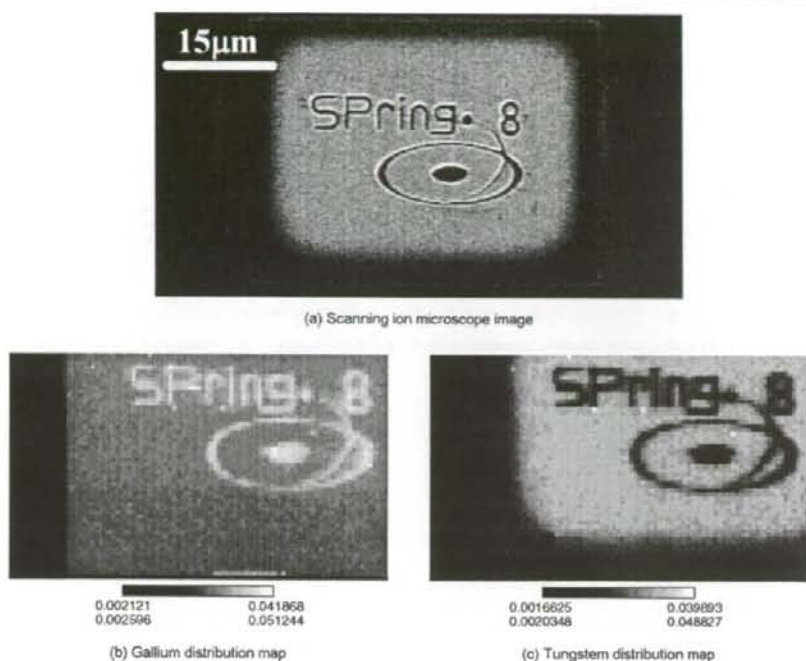 15µm
SPring·8
(a) Scanning ion microscope image
SPring·8
SPring·8
0.002121 0.041868
0.002596 0.051244
0.0016625 0.039893
0.0020348 0.048827
(b) Gallium distribution map
(c) Tungstern distribution map